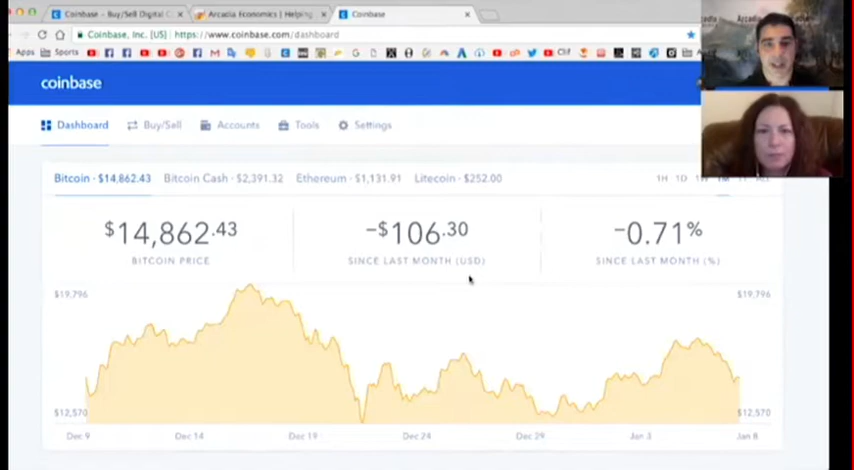 Coinbase – Buy/Sell Digital C
Arcadia Economics | Helping
Coinbase
Coinbase, Inc. [US] https://www.coinbase.com/dashboard
Apps Sports
Clif
coinbase
Dashboard Buy/Sell Accounts Tools Settings
Bitcoin · $14,862.43 Bitcoin Cash · $2,391.32 Ethereum · $1,131.91 Litecoin · $252.00 1H 1D
$14,862.43 −$106.30 −0.71%
BITCOIN PRICE SINCE LAST MONTH (USD) SINCE LAST MONTH (%)
$19,796 $19,796
$12,570 $12,570
Dec 9 Dec 14 Dec 19 Dec 24 Dec 29 Jan 3 Jan 8